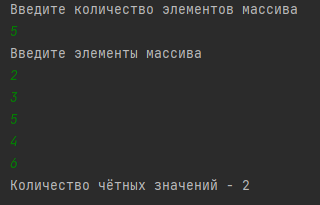 Введите количество элементов массива
5
Введите элементы массива
2
3
5
4
6
Количество чётных значений - 2